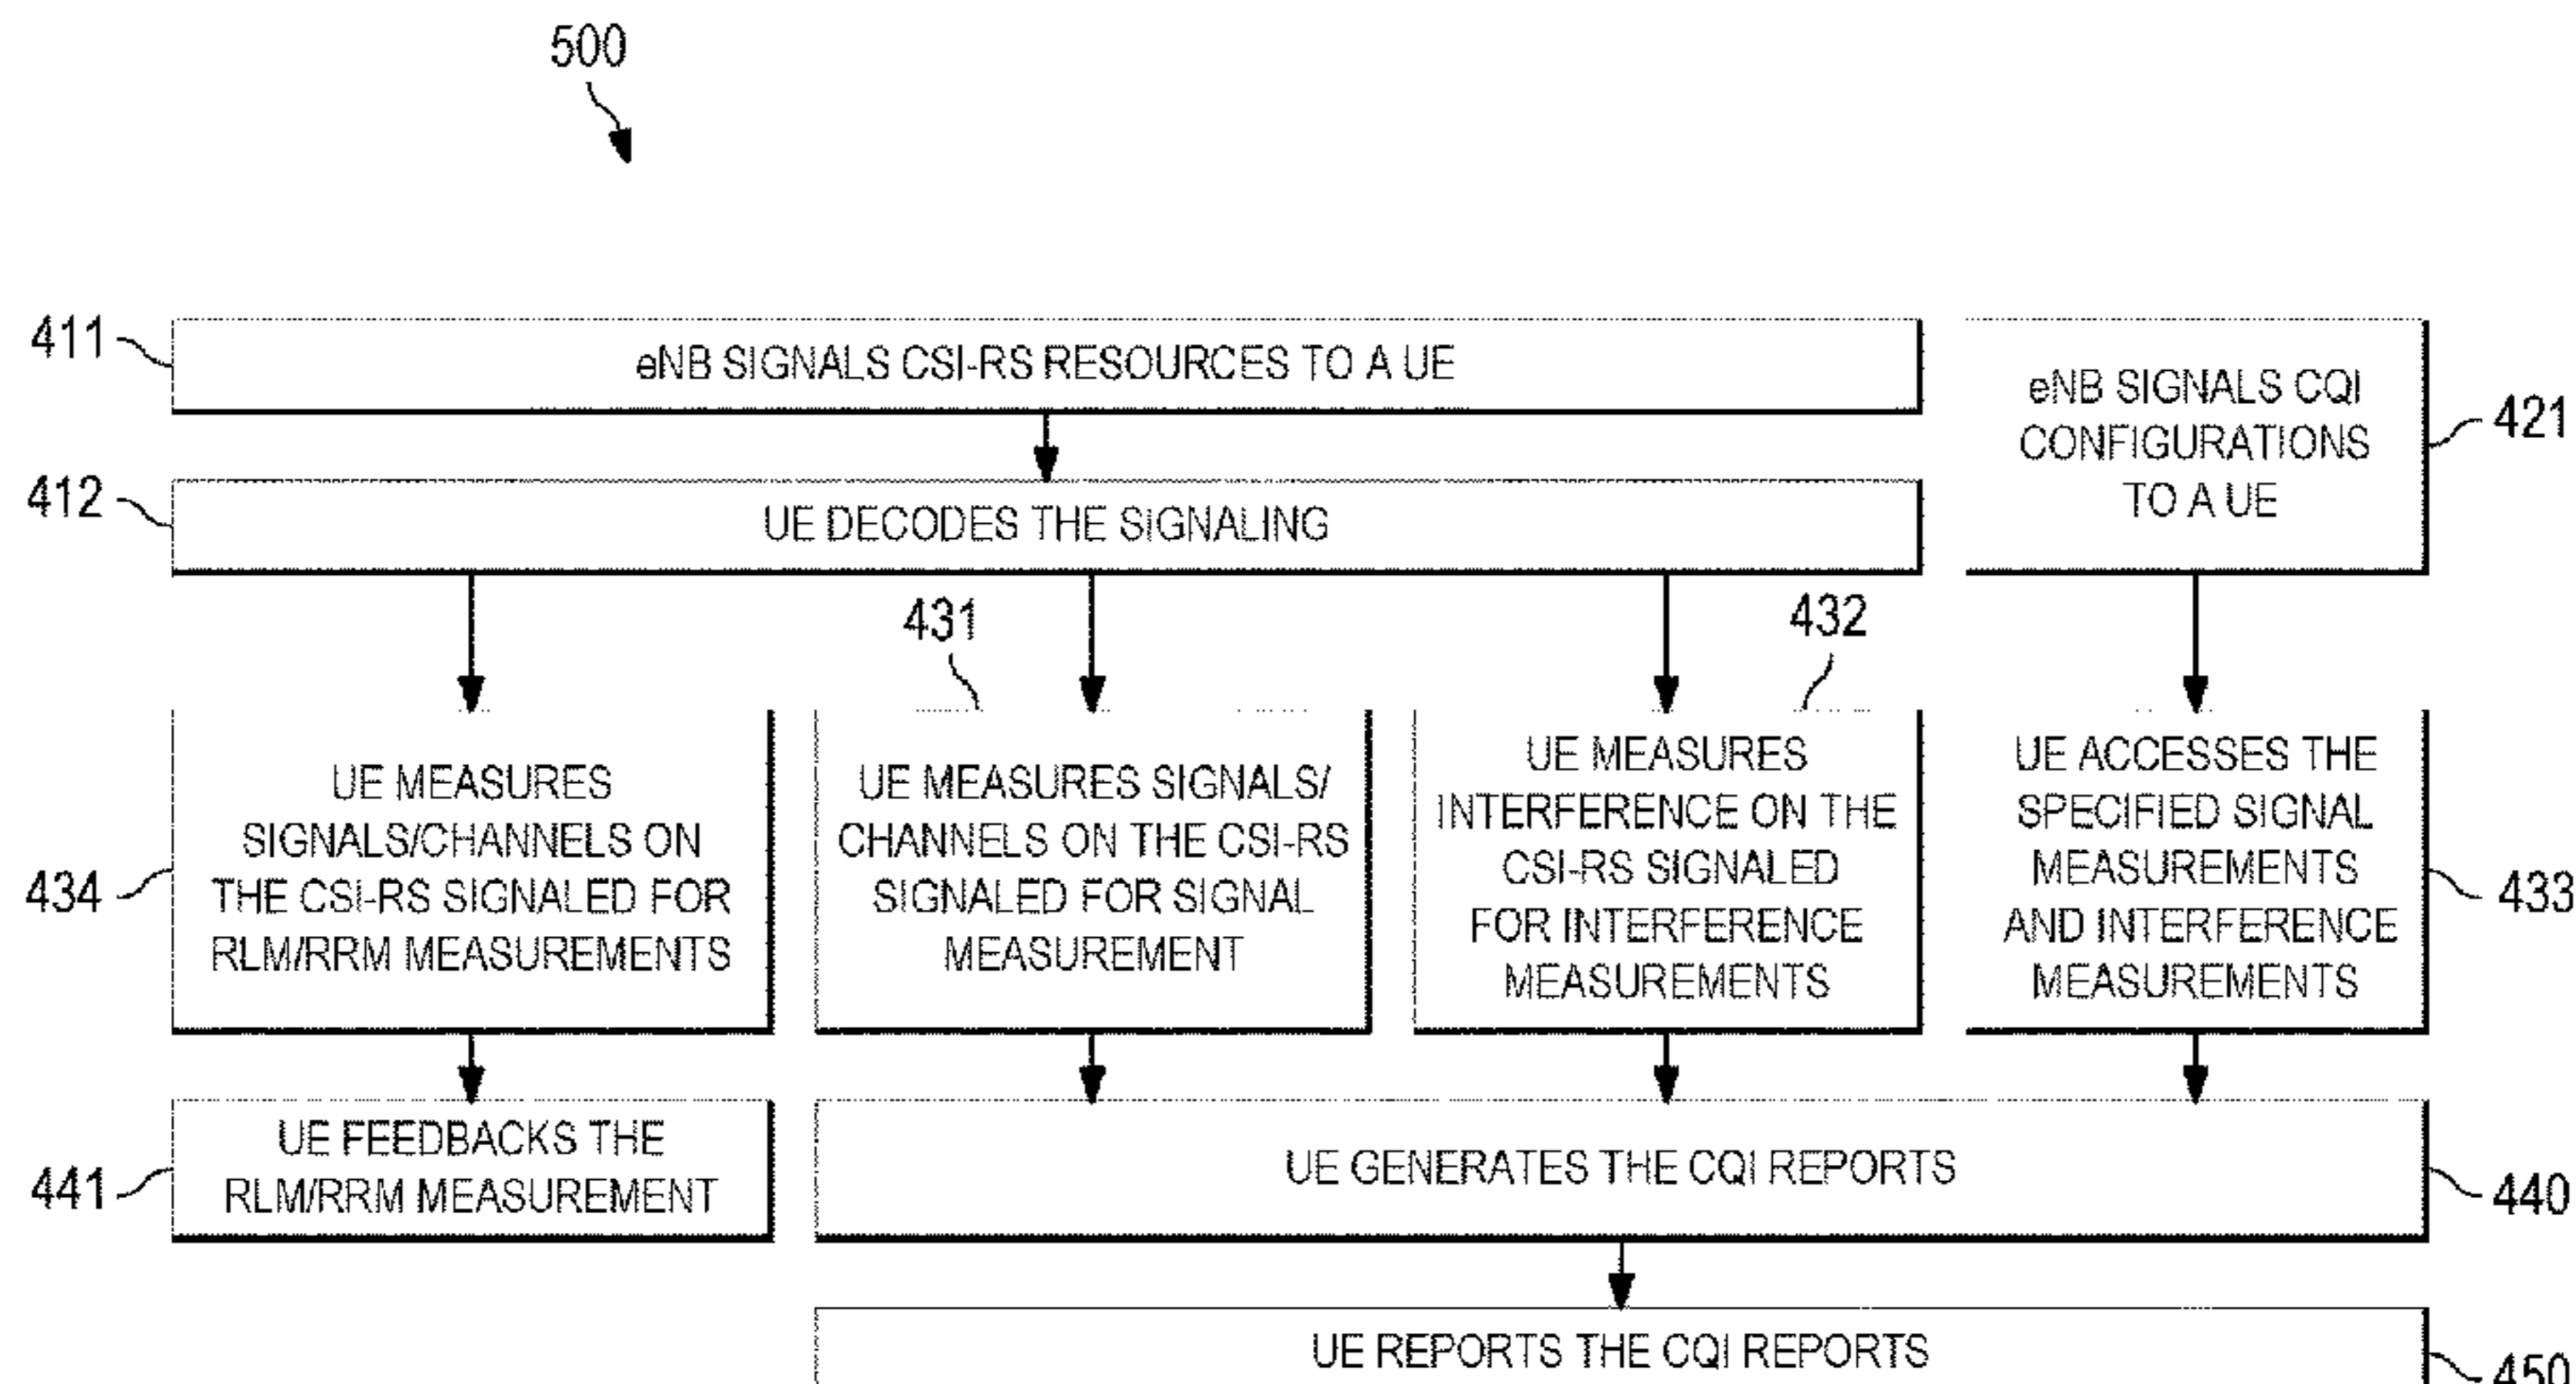 500
411
eNB SIGNALS CSI-RS RESOURCES TO A UE
eNB SIGNALS CQI
CONFIGURATIONS
TO A UE
421
412
UE DECODES THE SIGNALING
431
432
434
UE MEASURES
SIGNALS/CHANNELS ON
THE CSI-RS SIGNALED FOR
RLM/RRM MEASUREMENTS
UE MEASURES SIGNALS/
CHANNELS ON THE CSI-RS
SIGNALED FOR SIGNAL
MEASUREMENT
UE MEASURES
INTERFERENCE ON THE
CSI-RS SIGNALED
FOR INTERFERENCE
MEASUREMENTS
UE ACCESSES THE
SPECIFIED SIGNAL
MEASUREMENTS
AND INTERFERENCE
MEASUREMENTS
433
441
UE FEEDBACKS THE
RLM/RRM MEASUREMENT
UE GENERATES THE CQI REPORTS
440
UE REPORTS THE CQI REPORTS
450